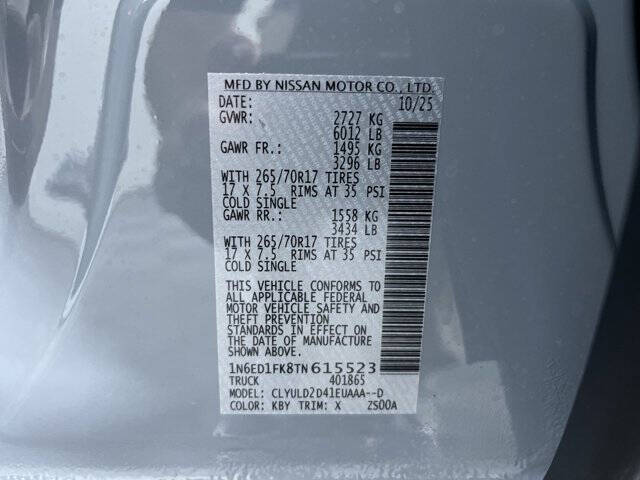 MFD BY NISSAN MOTOR CO., LTD.
DATE: 10/25
GVWR: 2727 KG
6012 LB
GAWR FR.: 1495 KG
3296 LB
WITH 265/70R17 TIRES
17 X 7.5 RIMS AT 35 PSI
COLD SINGLE
GAWR RR.: 1558 KG
3434 LB
WITH 265/70R17 TIRES
17 X 7.5 RIMS AT 35 PSI
COLD SINGLE
THIS VEHICLE CONFORMS TO
ALL APPLICABLE FEDERAL
MOTOR VEHICLE SAFETY AND
THEFT PREVENTION
STANDARDS IN EFFECT ON
THE DATE OF MANUFACTURE
SHOWN ABOVE.
1N6ED1FK8TN615523
TRUCK 401865
MODEL: CLYULD2D41EUAAA--D
COLOR: KBY TRIM: X ZS00A